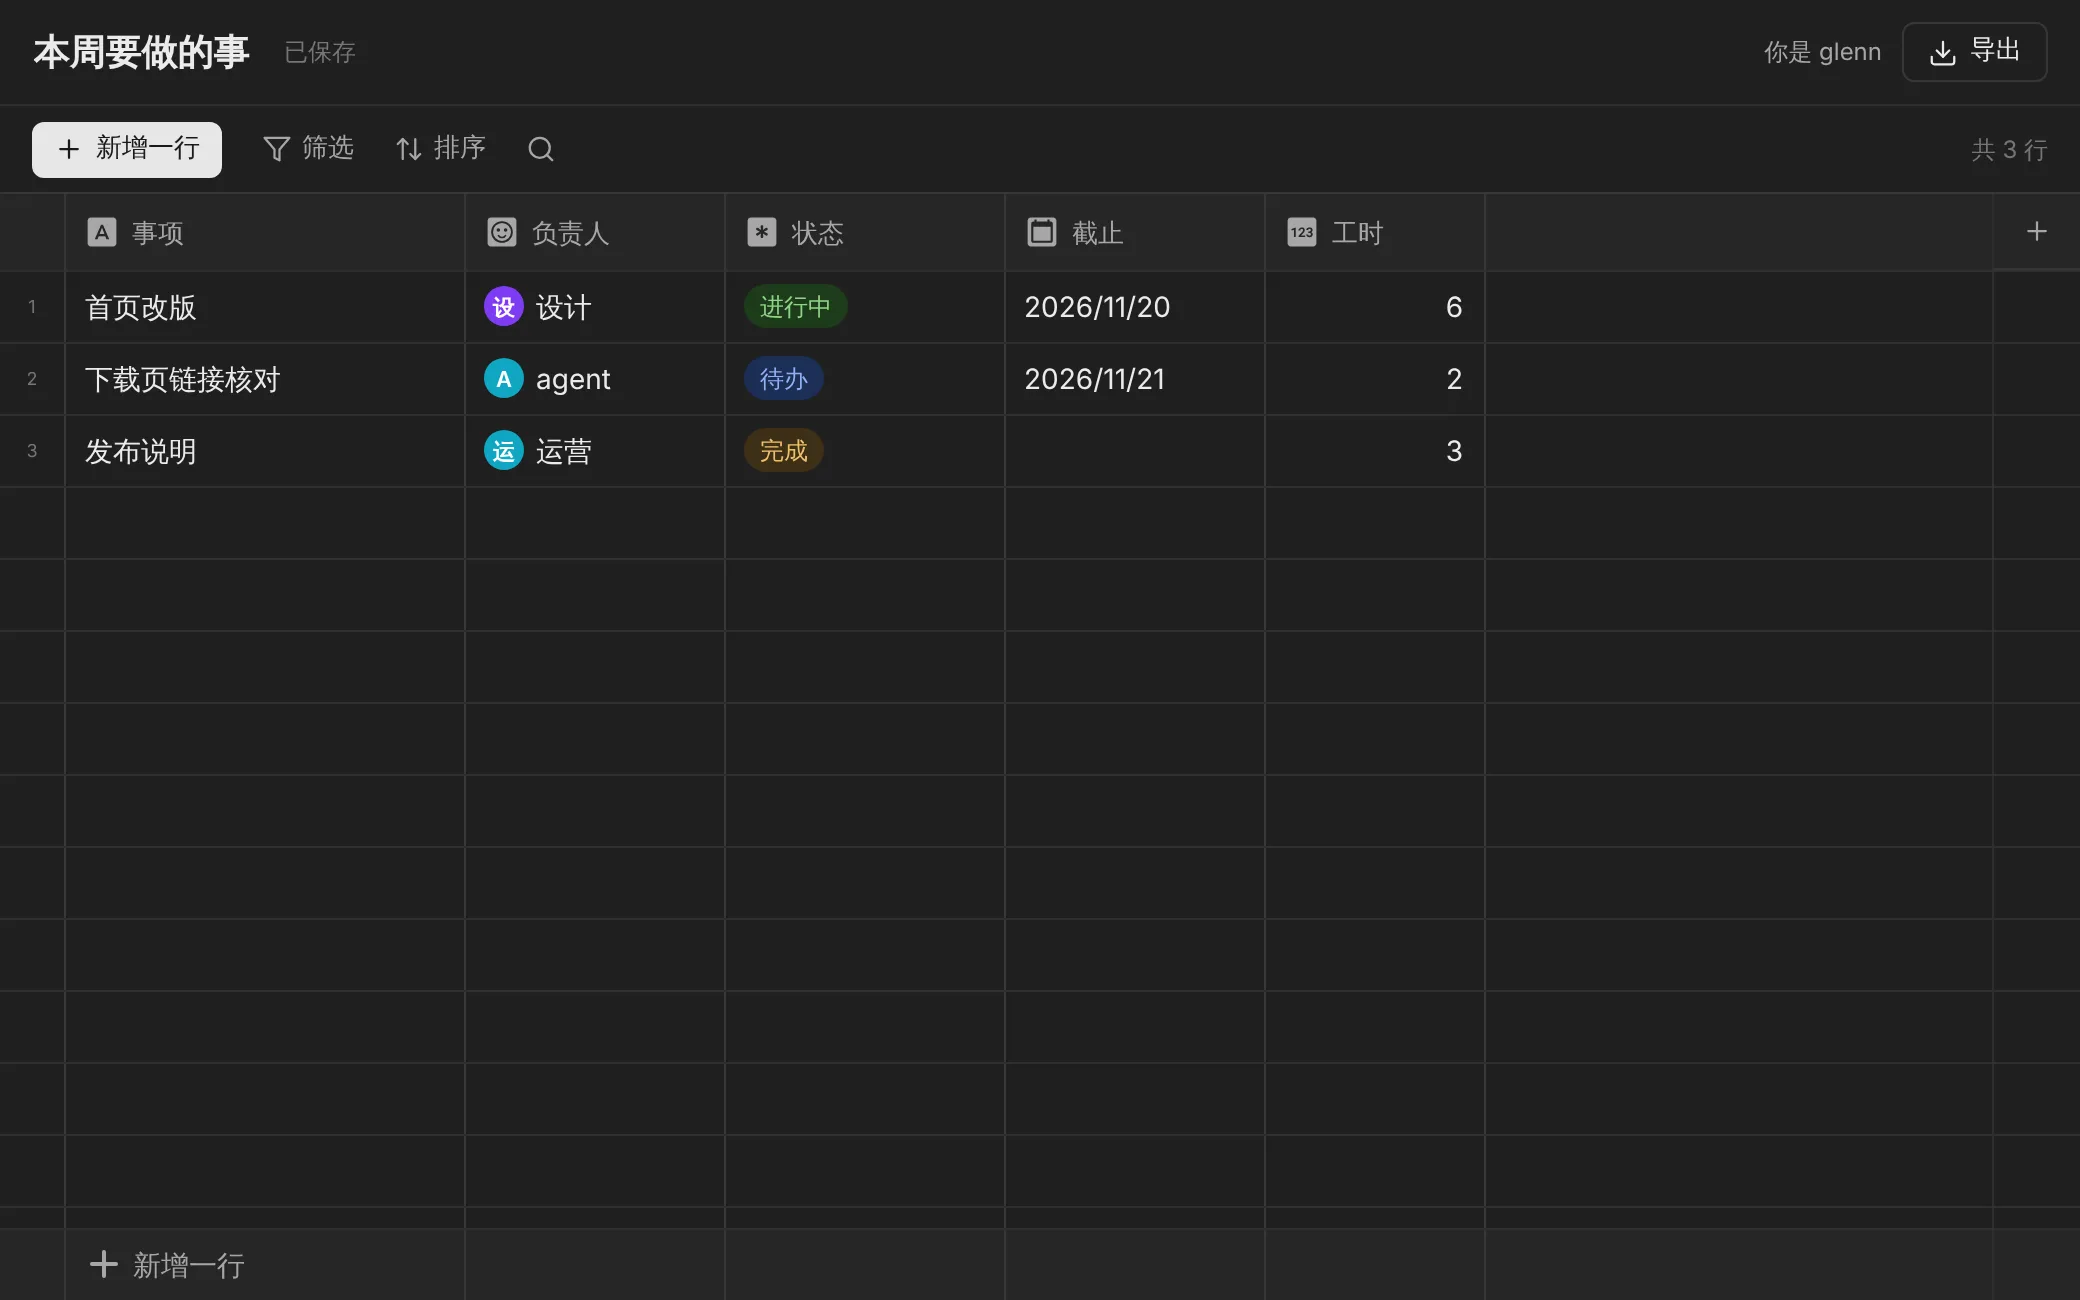 本周要做的事 已保存 你是 glenn 导出
新增一行 筛选 排序 共 3 行
A 事项 负责人 * 状态 截止 123 工时
1 首页改版 设 设计 进行中 2026/11/20 6
2 下载页链接核对 A agent 待办 2026/11/21 2
3 发布说明 运 运营 完成 3
新增一行